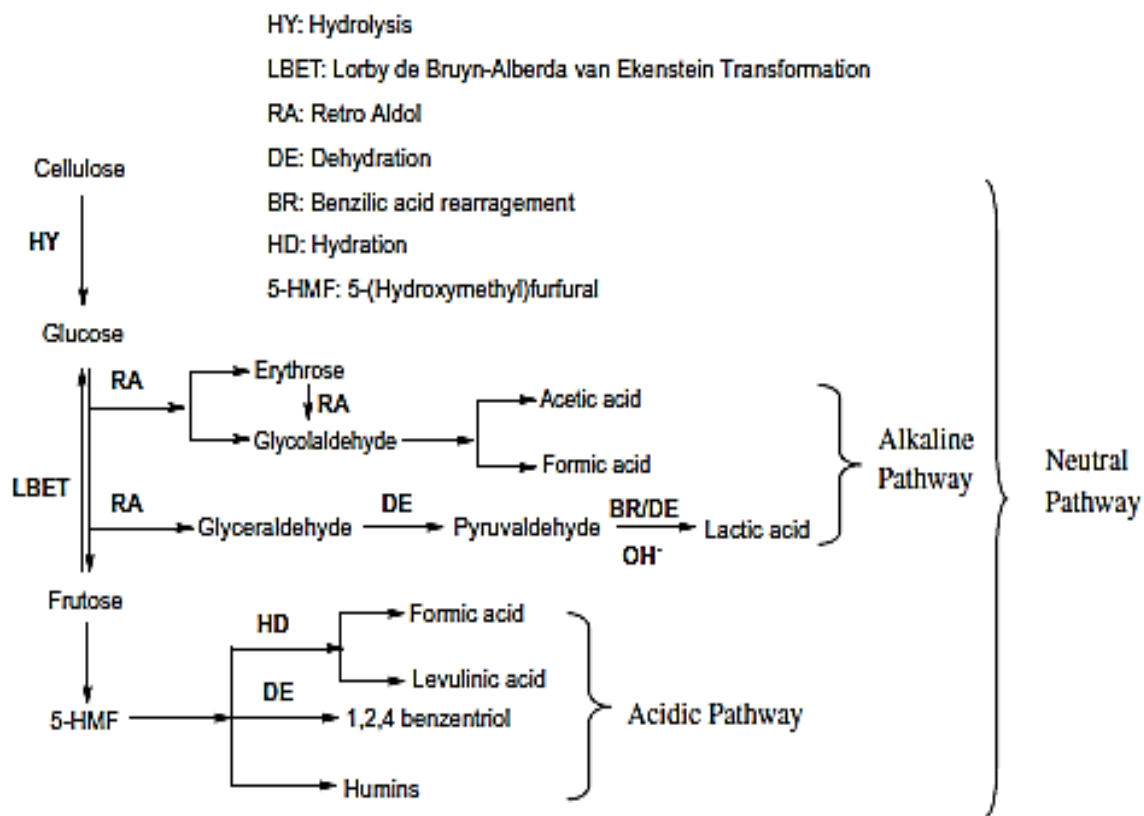 HY: Hydrolysis
LBET: Lorby de Bruyn-Alberda van Ekenstein Transformation
RA: Retro Aldol
DE: Dehydration
BR: Benzilic acid rearragement
HD: Hydration
5-HMF: 5-(Hydroxymethyl)furfural
Cellulose
HY
Glucose
RA
Erythrose
RA
Glycolaldehyde
Acetic acid
Formic acid
Alkaline
Pathway
Neutral
Pathway
LBET
RA
Glyceraldehyde
DE
Pyruvaldehyde
BR/DE
OH-
Lactic acid
Frutose
HD
Formic acid
Levulinic acid
5-HMF
DE
1,2,4 benzentriol
Humins
Acidic Pathway